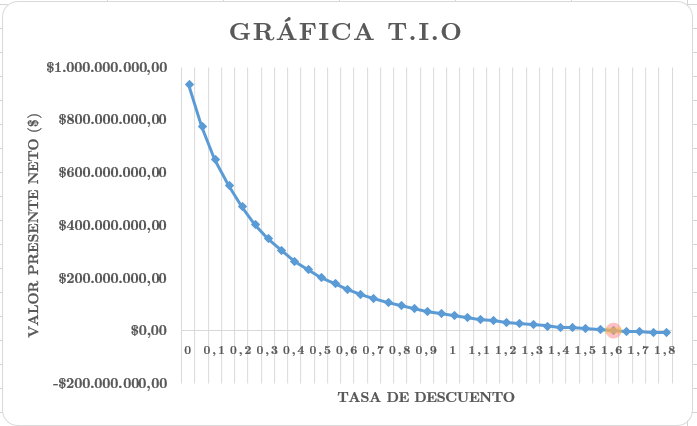 GRÁFICA T.I.O
VALOR PRESENTE NETO ($)
$1.000.000.000,00
$800.000.000,00
$600.000.000,00
$400.000.000,00
$200.000.000,00
$0,00
-$200.000.000,00
0 0,1 0,2 0,3 0,4 0,5 0,6 0,7 0,8 0,9 1 1,1 1,2 1,3 1,4 1,5 1,6 1,7 1,8
TASA DE DESCUENTO